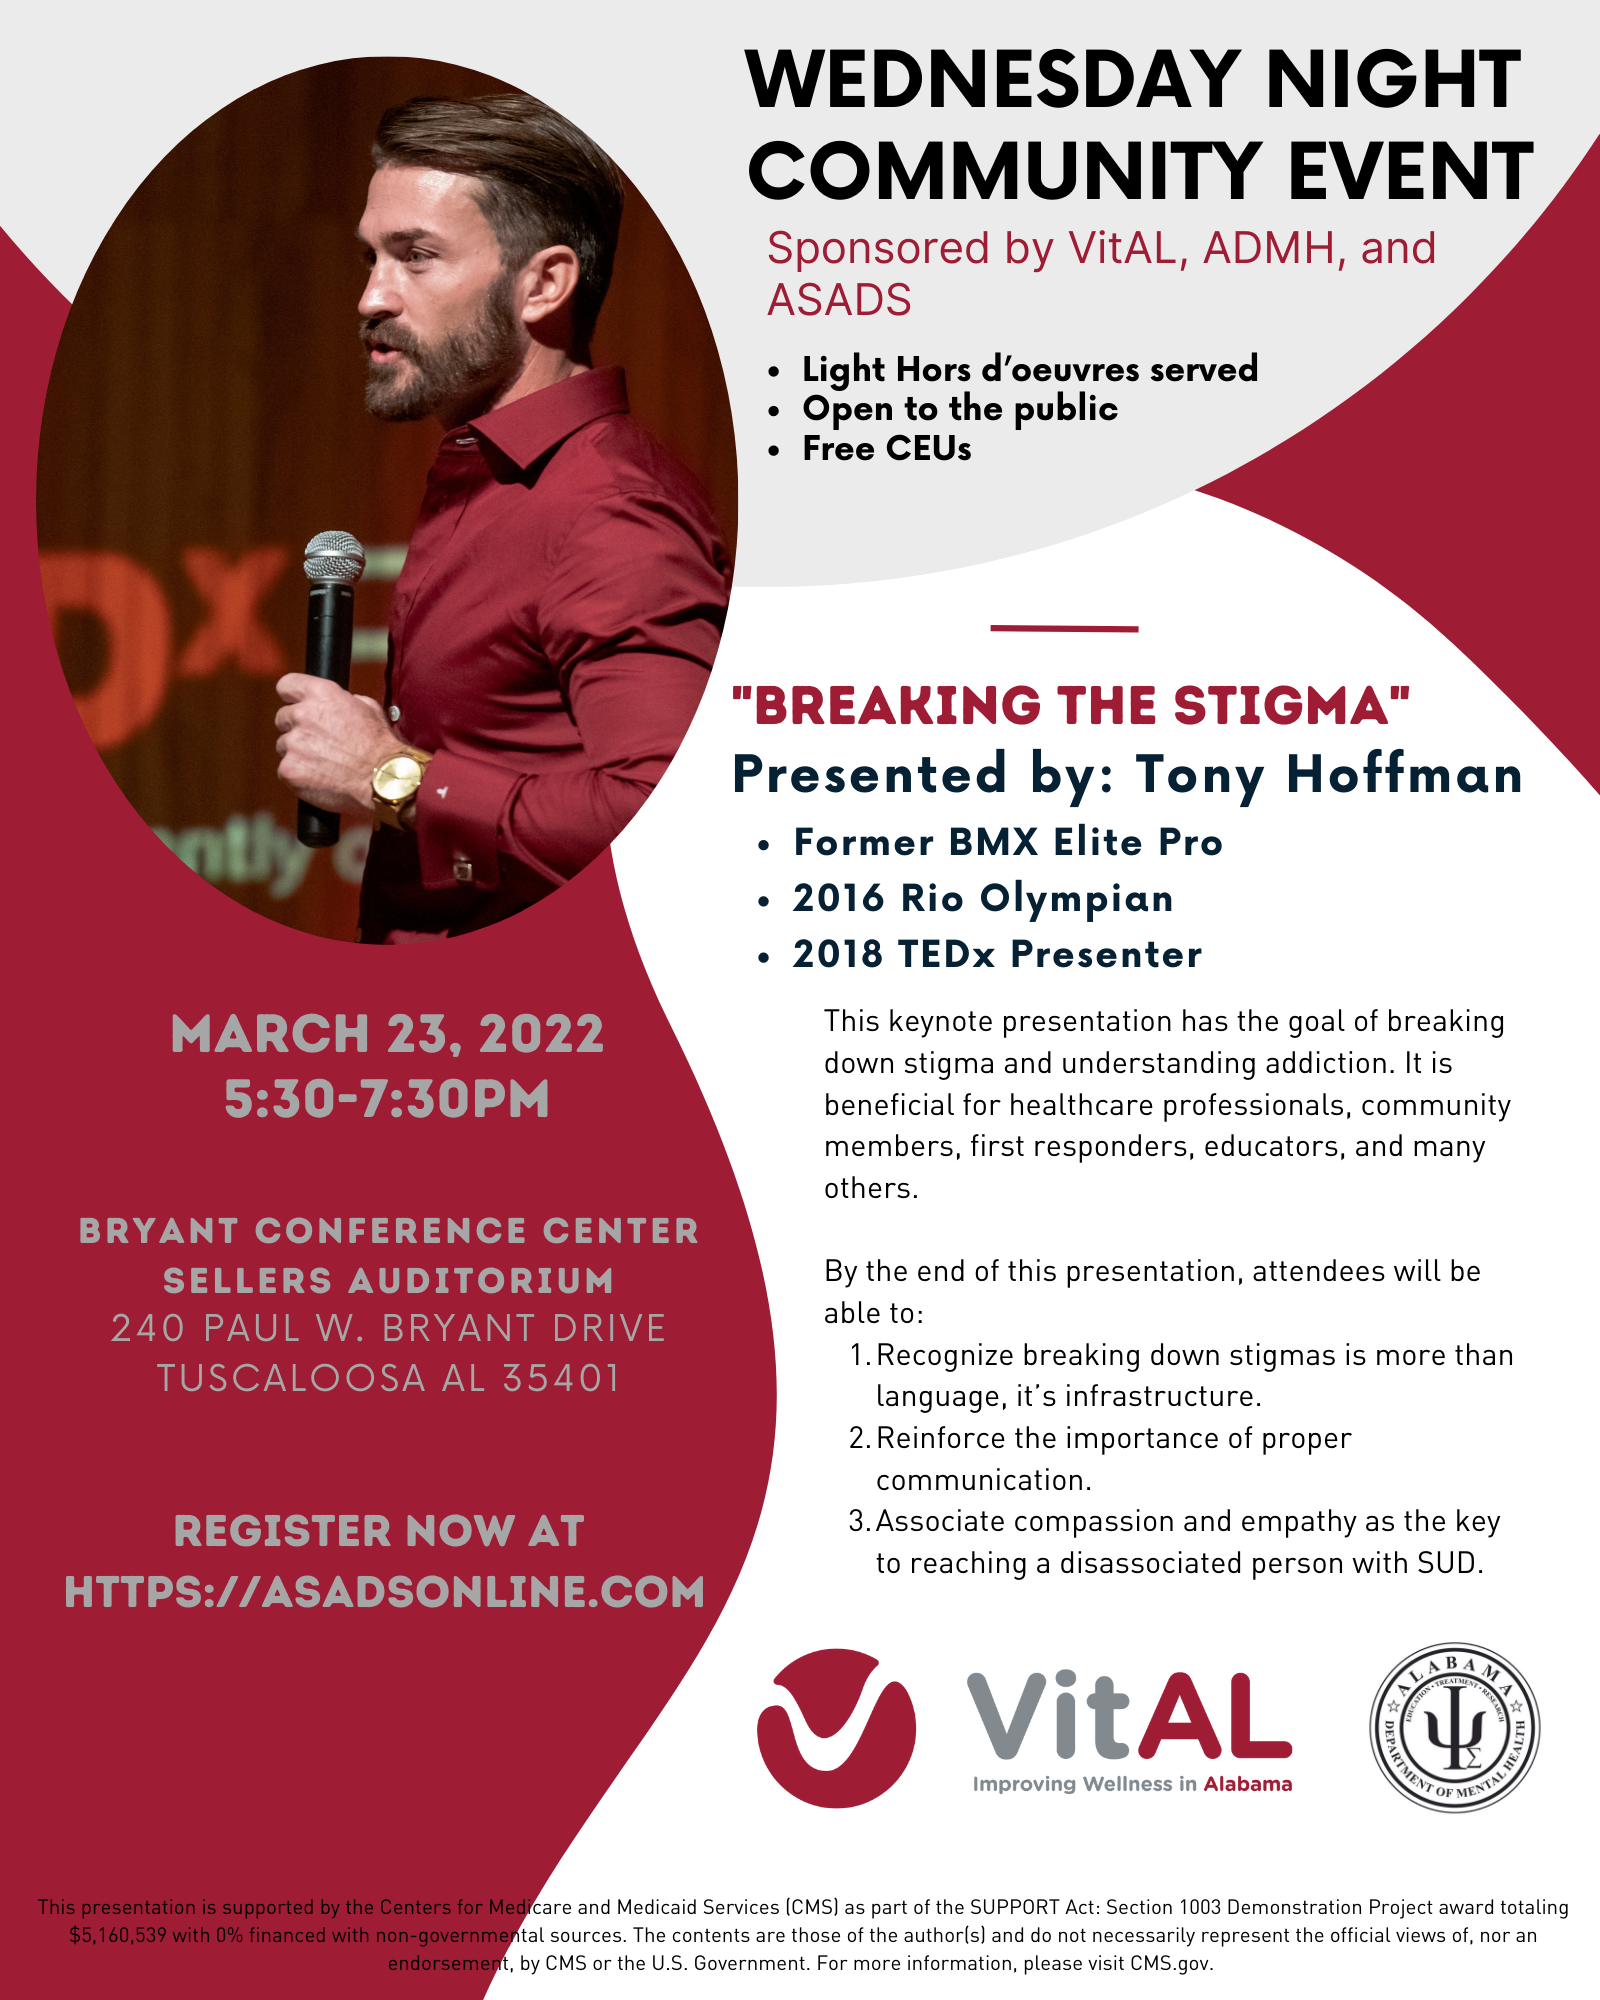 WEDNESDAY NIGHT
COMMUNITY EVENT
Sponsored by VitAL, ADMH, and
ASADS
• Light Hors d’oeuvres served
• Open to the public
• Free CEUs
Dx E
ently o
"BREAKING THE STIGMA"
Presented by: Tony Hoffman
• Former BMX Elite Pro
• 2016 Rio Olympian
• 2018 TEDx Presenter
This keynote presentation has the goal of breaking
down stigma and understanding addiction. It is
beneficial for healthcare professionals, community
members, first responders, educators, and many
others.
By the end of this presentation, attendees will be
able to:
1. Recognize breaking down stigmas is more than
language, it’s infrastructure.
2. Reinforce the importance of proper
communication.
3. Associate compassion and empathy as the key
to reaching a disassociated person with SUD.
MARCH 23, 2022
5:30-7:30PM
BRYANT CONFERENCE CENTER
SELLERS AUDITORIUM
240 PAUL W. BRYANT DRIVE
TUSCALOOSA AL 35401
REGISTER NOW AT
HTTPS://ASADSONLINE.COM
VitAL
Improving Wellness in Alabama
ALABAMA
EDUCATION • TREATMENT • RESEARCH
ΨΣ
DEPARTMENT OF MENTAL HEALTH
This presentation is supported by the Centers for Medicare and Medicaid Services (CMS) as part of the SUPPORT Act: Section 1003 Demonstration Project award totaling
$5,160,539 with 0% financed with non-governmental sources. The contents are those of the author(s) and do not necessarily represent the official views of, nor an
endorsement, by CMS or the U.S. Government. For more information, please visit CMS.gov.